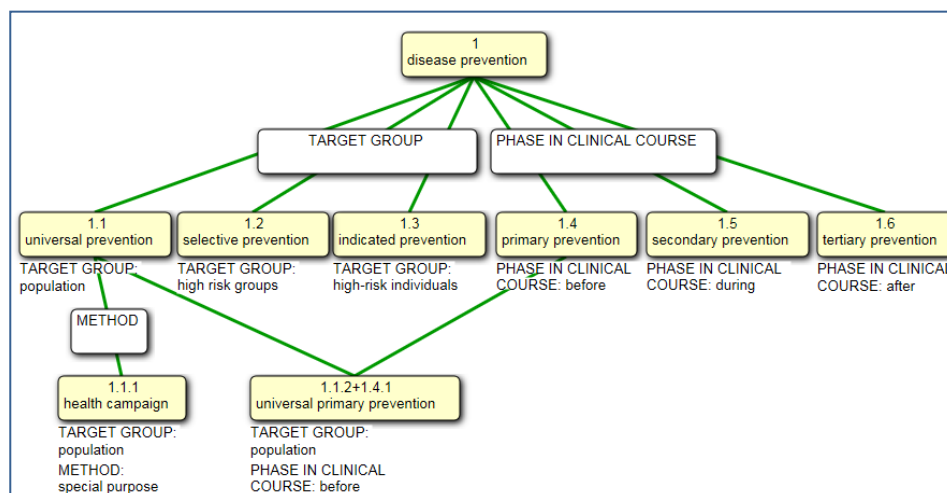 1
disease prevention
TARGET GROUP
PHASE IN CLINICAL COURSE
1.1
universal prevention
TARGET GROUP:
population
1.2
selective prevention
TARGET GROUP:
high risk groups
1.3
indicated prevention
TARGET GROUP:
high-risk individuals
1.4
primary prevention
PHASE IN CLINICAL
COURSE: before
1.5
secondary prevention
PHASE IN CLINICAL
COURSE: during
1.6
tertiary prevention
PHASE IN CLINICAL
COURSE: after
METHOD
1.1.1
health campaign
TARGET GROUP:
population
METHOD:
special purpose
1.1.2+1.4.1
universal primary prevention
TARGET GROUP:
population
PHASE IN CLINICAL
COURSE: before